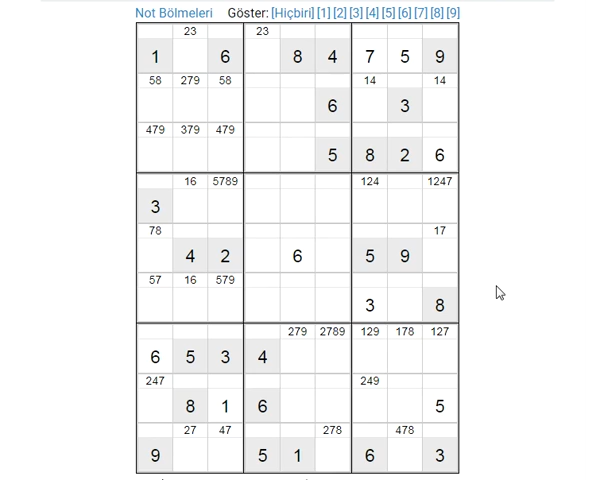 Not Bölmeleri Göster: [Hiçbiri] [1] [2] [3] [4] [5] [6] [7] [8] [9]
23 23
1 6 8 4 7 5 9
58 279 58 14 14
6 3
479 379 479
5 8 2 6
16 5789 124 1247
3
78 17
4 2 6 5 9
57 16 579
3 8
279 2789 129 178 127
6 5 3 4
247 249
8 1 6 5
27 47 278 478
9 5 1 6 3